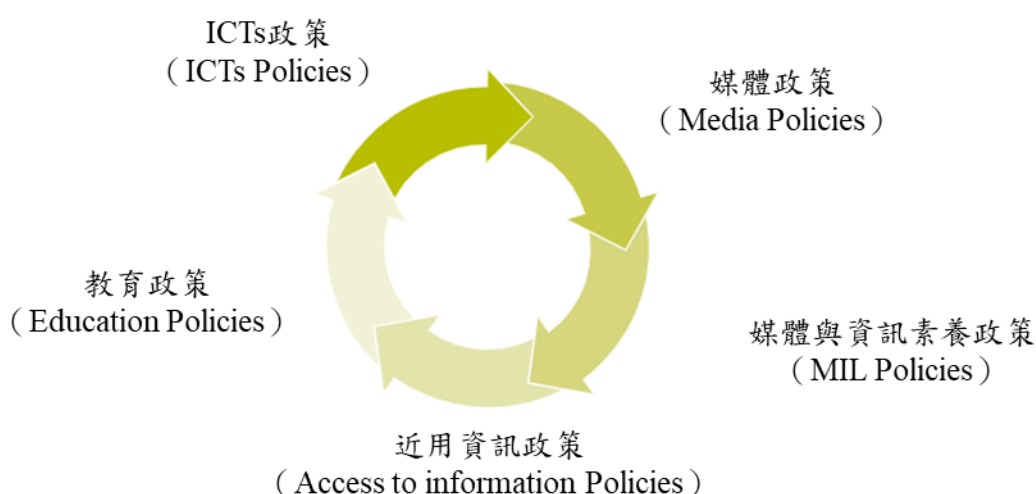 ICTs政策
（ICTs Policies）
媒體政策
（Media Policies）
媒體與資訊素養政策
（MIL Policies）
近用資訊政策
（Access to information Policies）
教育政策
（Education Policies）